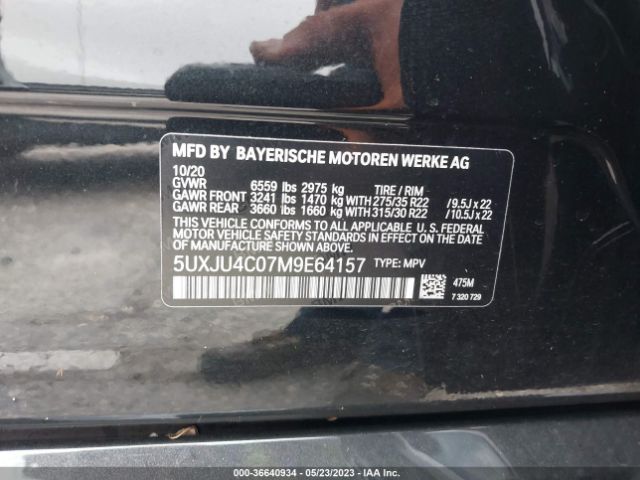 MFD BY BAYERISCHE MOTOREN WERKE AG
10/20
GVWR 6559 lbs 2975 kg TIRE / RIM
GAWR FRONT 3241 lbs 1470 kg WITH 275/35 R22 / 9.5J x 22
GAWR REAR 3660 lbs 1660 kg WITH 315/30 R22 / 10.5J x 22
THIS VEHICLE CONFORMS TO ALL APPLICABLE
U.S. FEDERAL MOTOR VEHICLE SAFETY
STANDARDS IN EFFECT ON THE DATE OF
MANUFACTURE SHOWN ABOVE.
5UXJU4C07M9E64157 TYPE: MPV
475M
7 320 729
000-36640934 / 05/23/2023 - IAA Inc.